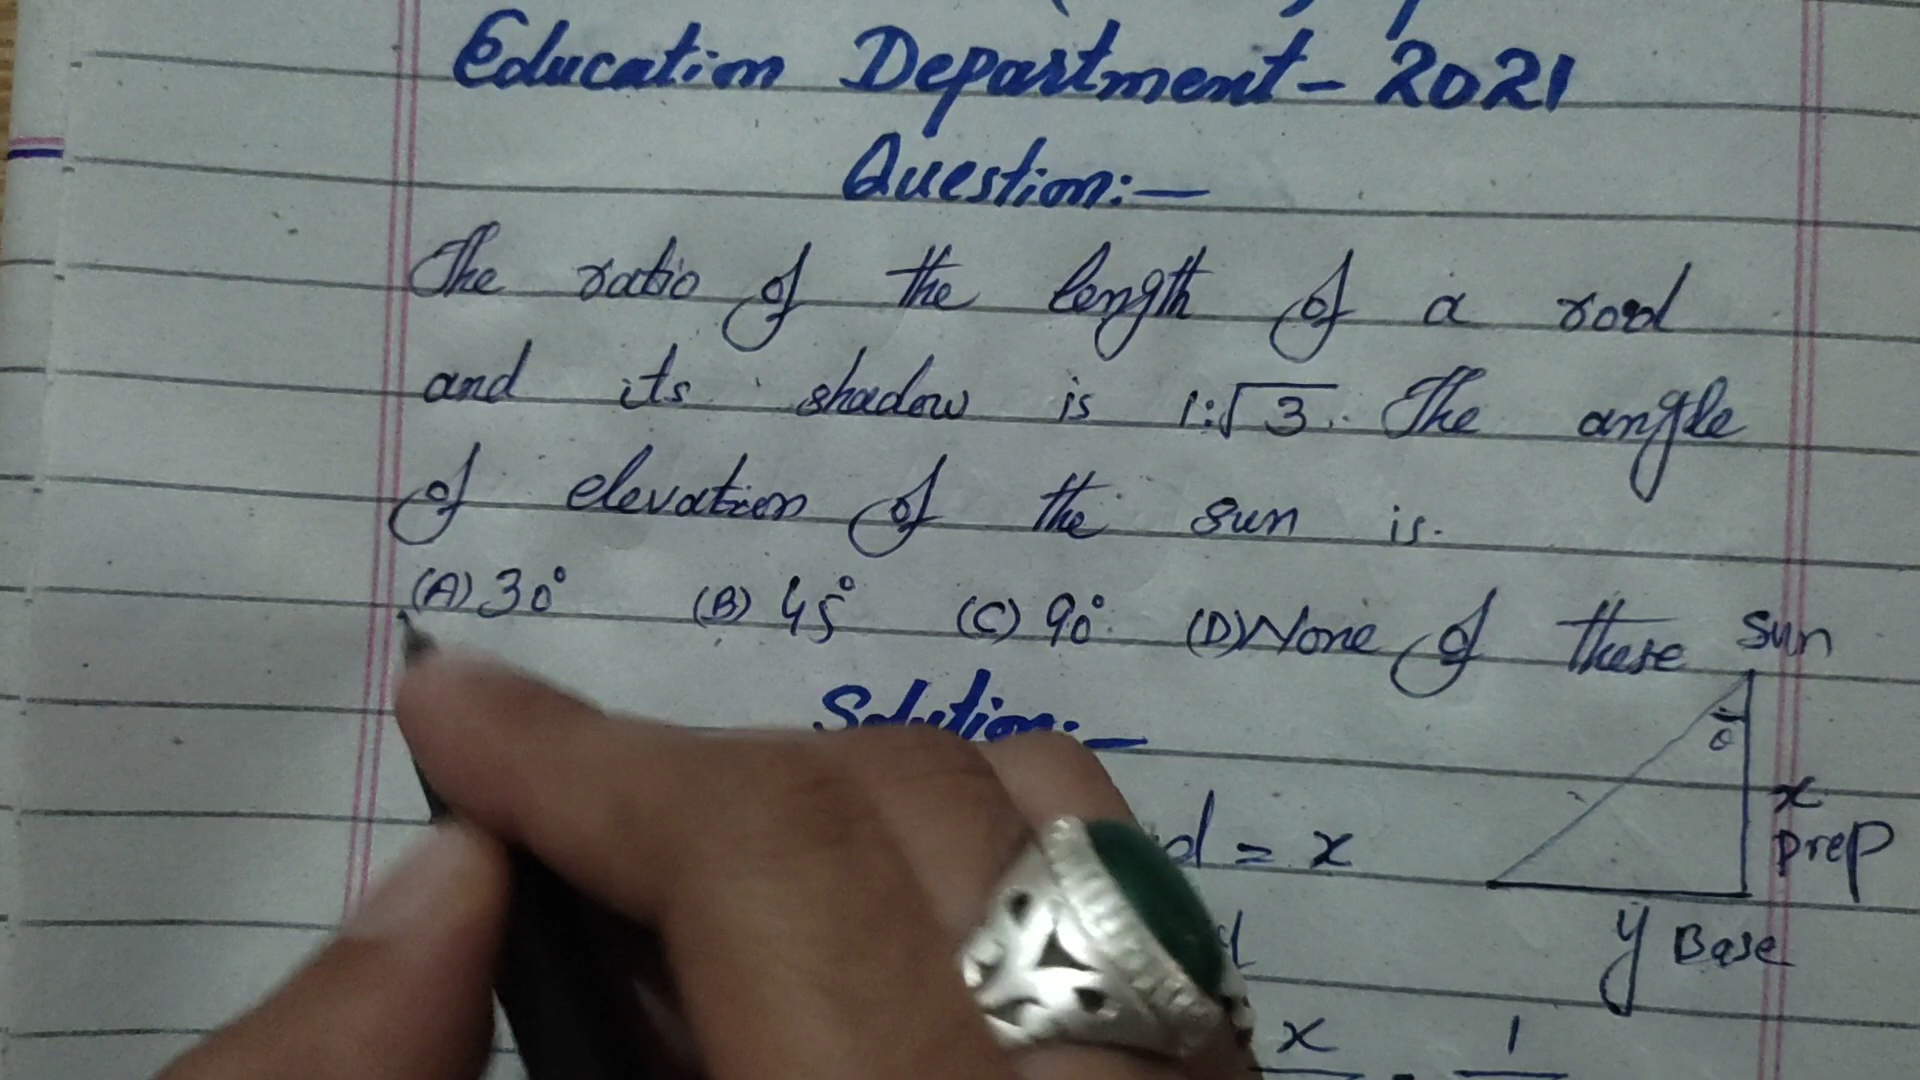 Education Department - 2021
Question:-
The ratio of the length of a rod
and its shadow is 1:√3. The angle
of elevation of the sun is.
(A) 30° (B) 45° (C) 90° (D) None of these
Sun
Solution:-
θ
d = x
x
prep
y Base
x 1